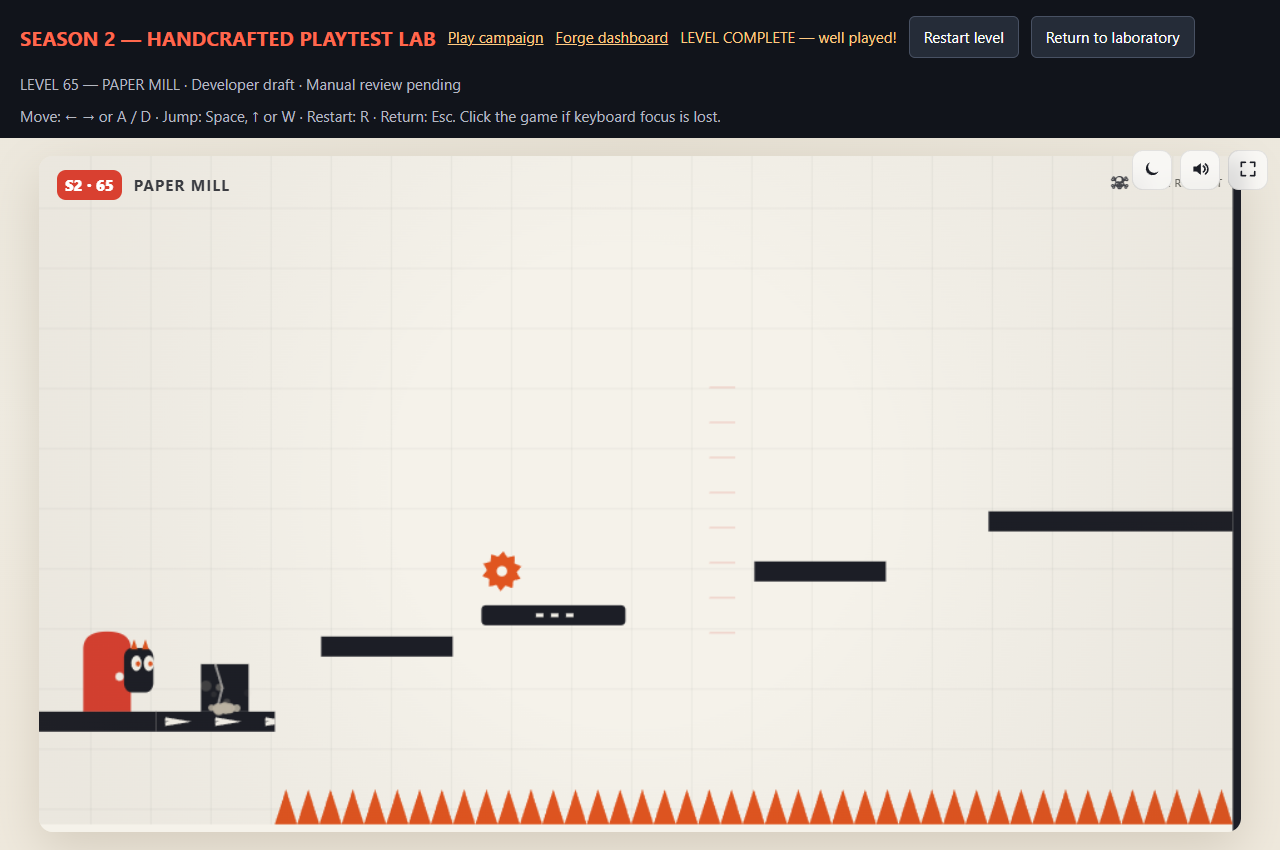 SEASON 2 — HANDCRAFTED PLAYTEST LAB Play campaign Forge dashboard LEVEL COMPLETE — well played! Restart level Return to laboratory
LEVEL 65 — PAPER MILL · Developer draft · Manual review pending
Move: ← → or A / D · Jump: Space, ↑ or W · Restart: R · Return: Esc. Click the game if keyboard focus is lost.
S2 · 65 PAPER MILL